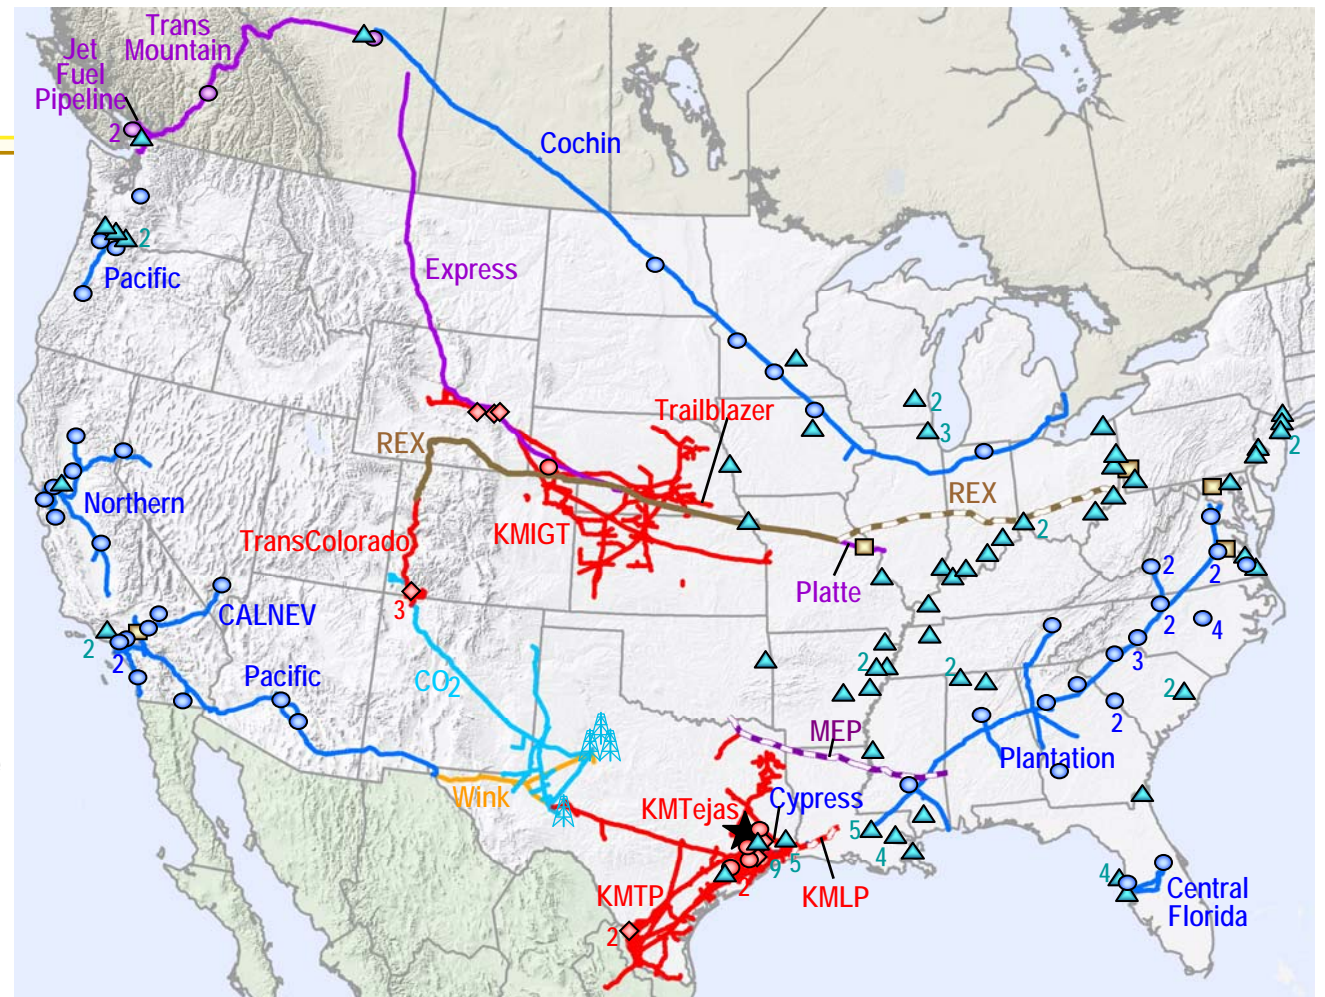 Trans
Mountain
Jet
Fuel
Pipeline
2
Cochin
2
Pacific
Express
2
3
2
Trailblazer
REX
REX
2
Northern
TransColorado
KMIGT
3
Platte
CALNEV
2
2
2
2
2
4
3
CO2
Pacific
2
2
2
2
MEP
Plantation
Wink
KMTejas
Cypress
5
4
9
5
2
KMTP
KMLP
2
4
Central
Florida